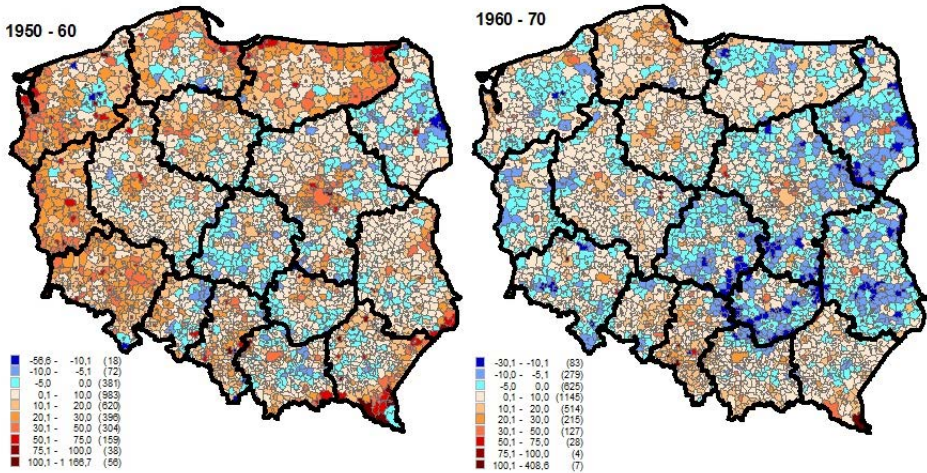 1950 - 60
-56,6 - -10,1 (18)
-10,0 - -5,1 (72)
-5,0 0,0 (381)
0,1 - 10,0 (983)
10,1 - 20,0 (620)
20,1 - 30,0 (396)
30,1 - 50,0 (304)
50,1 - 75,0 (159)
75,1 - 100,0 (38)
100,1 - 1 166,7 (56)
1960 - 70
-30,1 - -10,1 (83)
-10,0 - -5,1 (279)
-5,0 0,0 (625)
0,1 - 10,0 (1145)
10,1 - 20,0 (514)
20,1 - 30,0 (215)
30,1 - 50,0 (127)
50,1 - 75,0 (28)
75,1 - 100,0 (4)
100,1 - 408,6 (7)